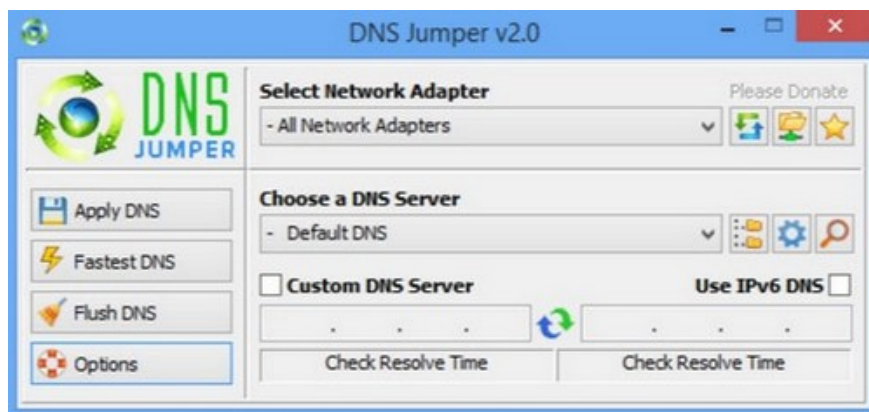 DNS Jumper v2.0
DNS
JUMPER
Select Network Adapter
Please Donate
- All Network Adapters
Apply DNS
Fastest DNS
Flush DNS
Options
Choose a DNS Server
- Default DNS
Custom DNS Server
Use IPv6 DNS
. . .
. . .
Check Resolve Time
Check Resolve Time